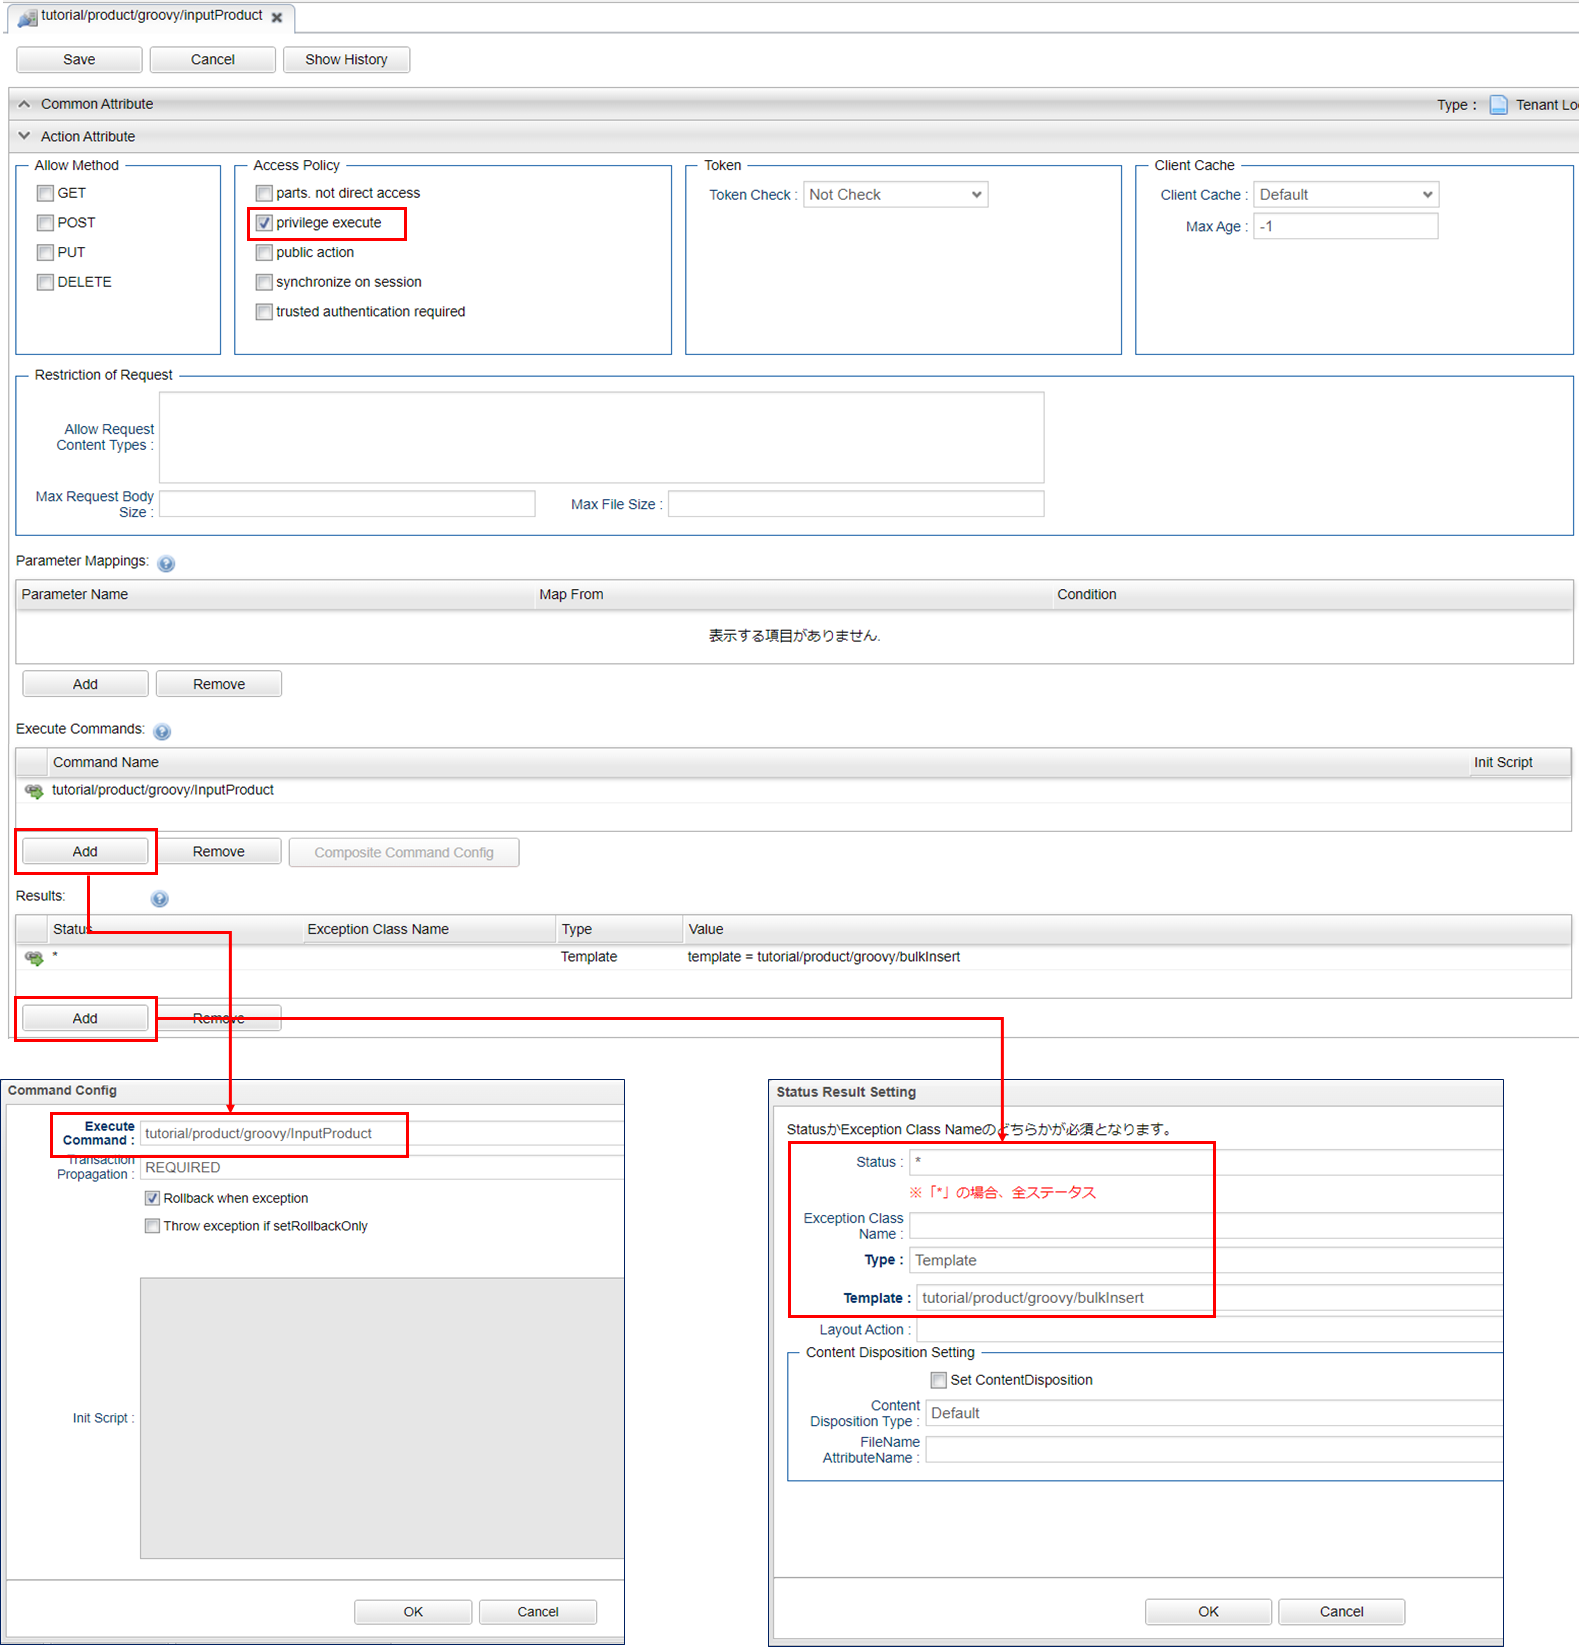 tutorial/product/groovy/inputProduct
Save Cancel Show History
Common Attribute Type : Tenant Lo
Action Attribute
Allow Method
GET
POST
PUT
DELETE
Access Policy
parts. not direct access
privilege execute
public action
synchronize on session
trusted authentication required
Token
Token Check : Not Check
Client Cache
Client Cache : Default
Max Age : -1
Restriction of Request
Allow Request
Content Types :
Max Request Body
Size :
Max File Size :
Parameter Mappings:
Parameter Name Map From Condition
表示する項目がありません.
Add Remove
Execute Commands:
Command Name Init Script
tutorial/product/groovy/InputProduct
Add Remove Composite Command Config
Results:
Status Exception Class Name Type Value
* Template template = tutorial/product/groovy/bulkInsert
Add Remove
Command Config
Execute
Command : tutorial/product/groovy/InputProduct
Transaction
Propagation : REQUIRED
Rollback when exception
Throw exception if setRollbackOnly
Init Script :
OK Cancel
Status Result Setting
StatusかException Class Nameのどちらかが必須となります。
Status : *
※「*」の場合、全ステータス
Exception Class
Name :
Type : Template
Template : tutorial/product/groovy/bulkInsert
Layout Action :
Content Disposition Setting
Set ContentDisposition
Content
Disposition Type : Default
FileName
AttributeName :
OK Cancel